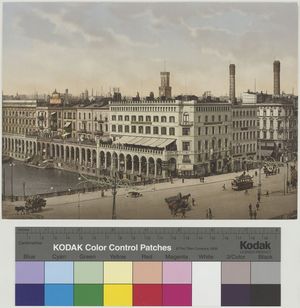 KODAK Color Control Patches
Kodak
Blue Cyan Green Yellow Red Magenta White 3/Color Black